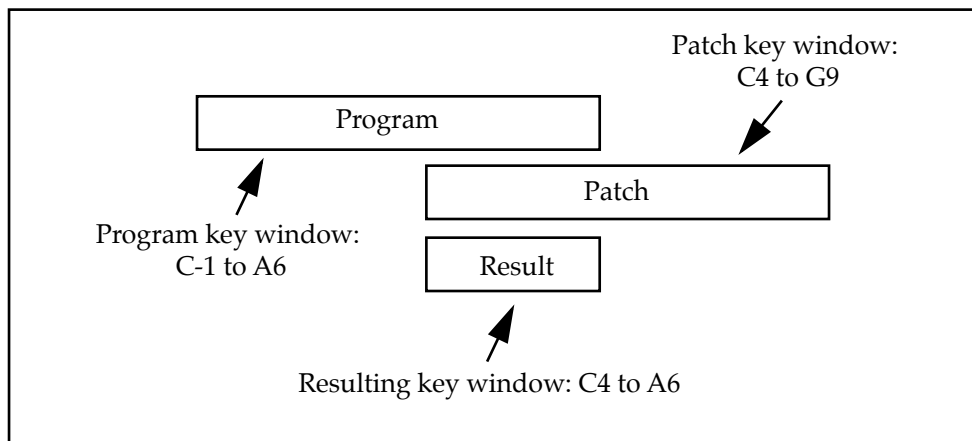 Patch key window:
C4 to G9
Program
Patch
Program key window:
C-1 to A6
Result
Resulting key window: C4 to A6